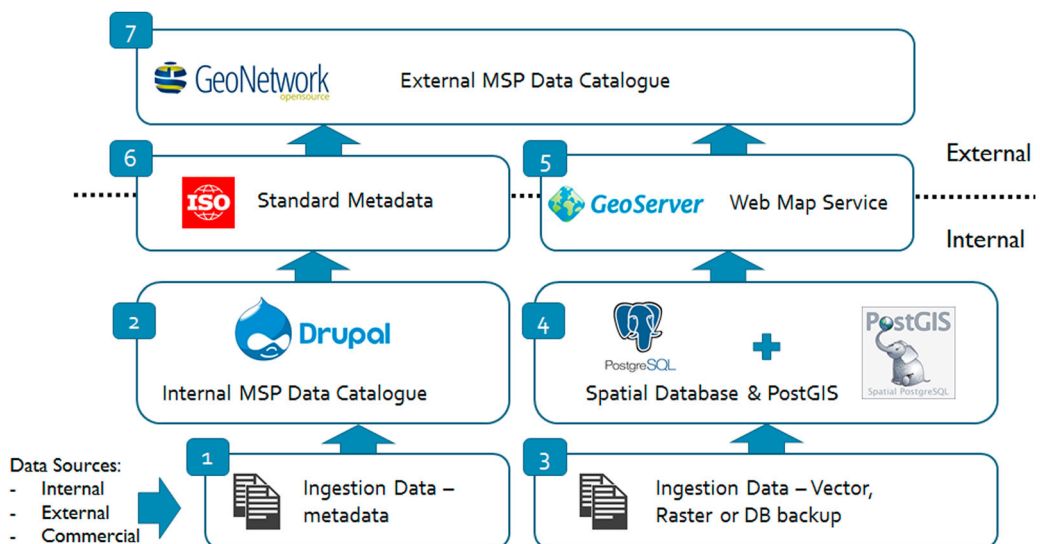 7
GeoNetwork
opensource
External MSP Data Catalogue
6
ISO
Standard Metadata
5
GeoServer
Web Map Service
External
Internal
2
Drupal
Internal MSP Data Catalogue
4
PostgreSQL
PostGIS
Spatial PostgreSQL
Spatial Database & PostGIS
Data Sources:
- Internal
- External
- Commercial
1
Ingestion Data –
metadata
3
Ingestion Data – Vector,
Raster or DB backup